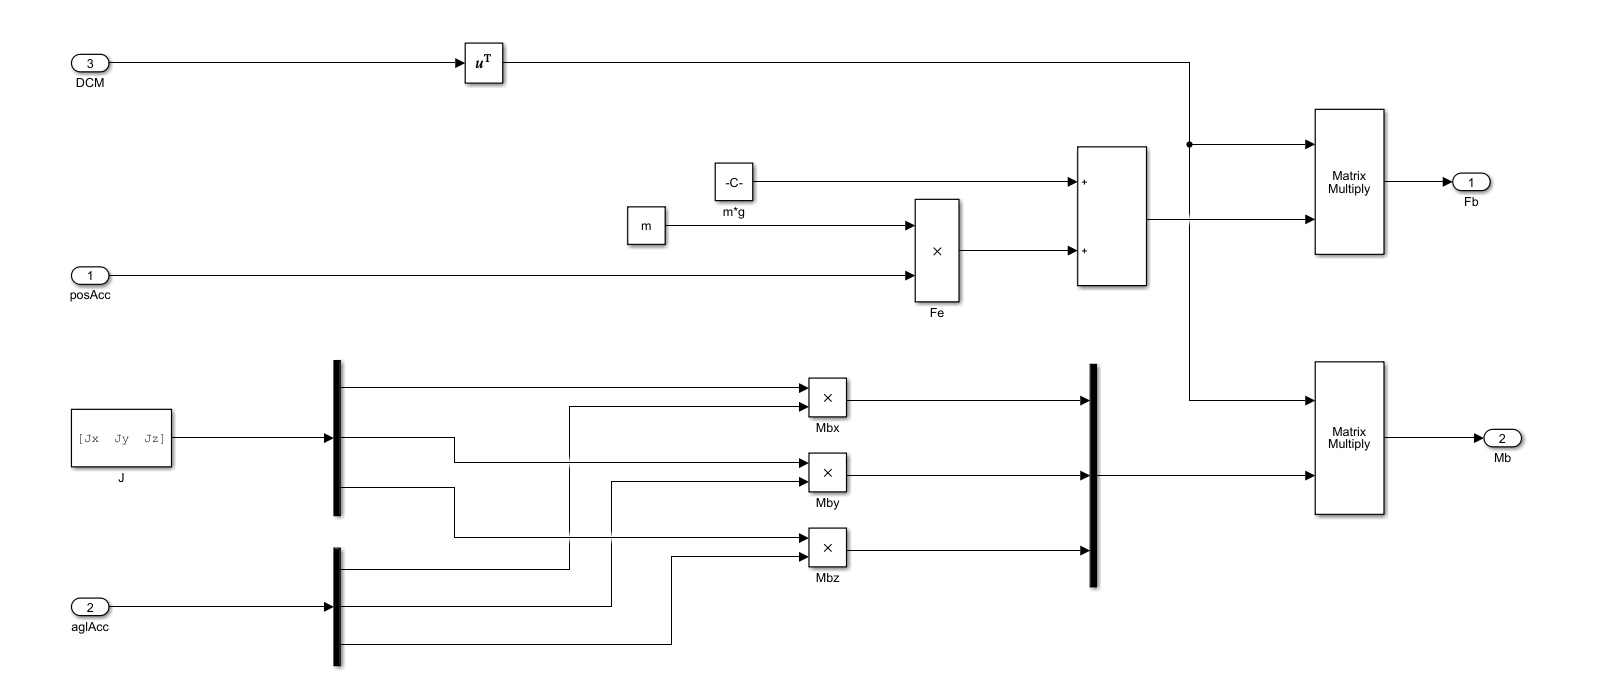 3
DCM
uT
-C-
m*g
m
+
+
Matrix
Multiply
1
Fb
1
posAcc
×
Fe
[Jx Jy Jz]
J
×
Mbx
×
Mby
×
Mbz
Matrix
Multiply
2
Mb
2
aglAcc